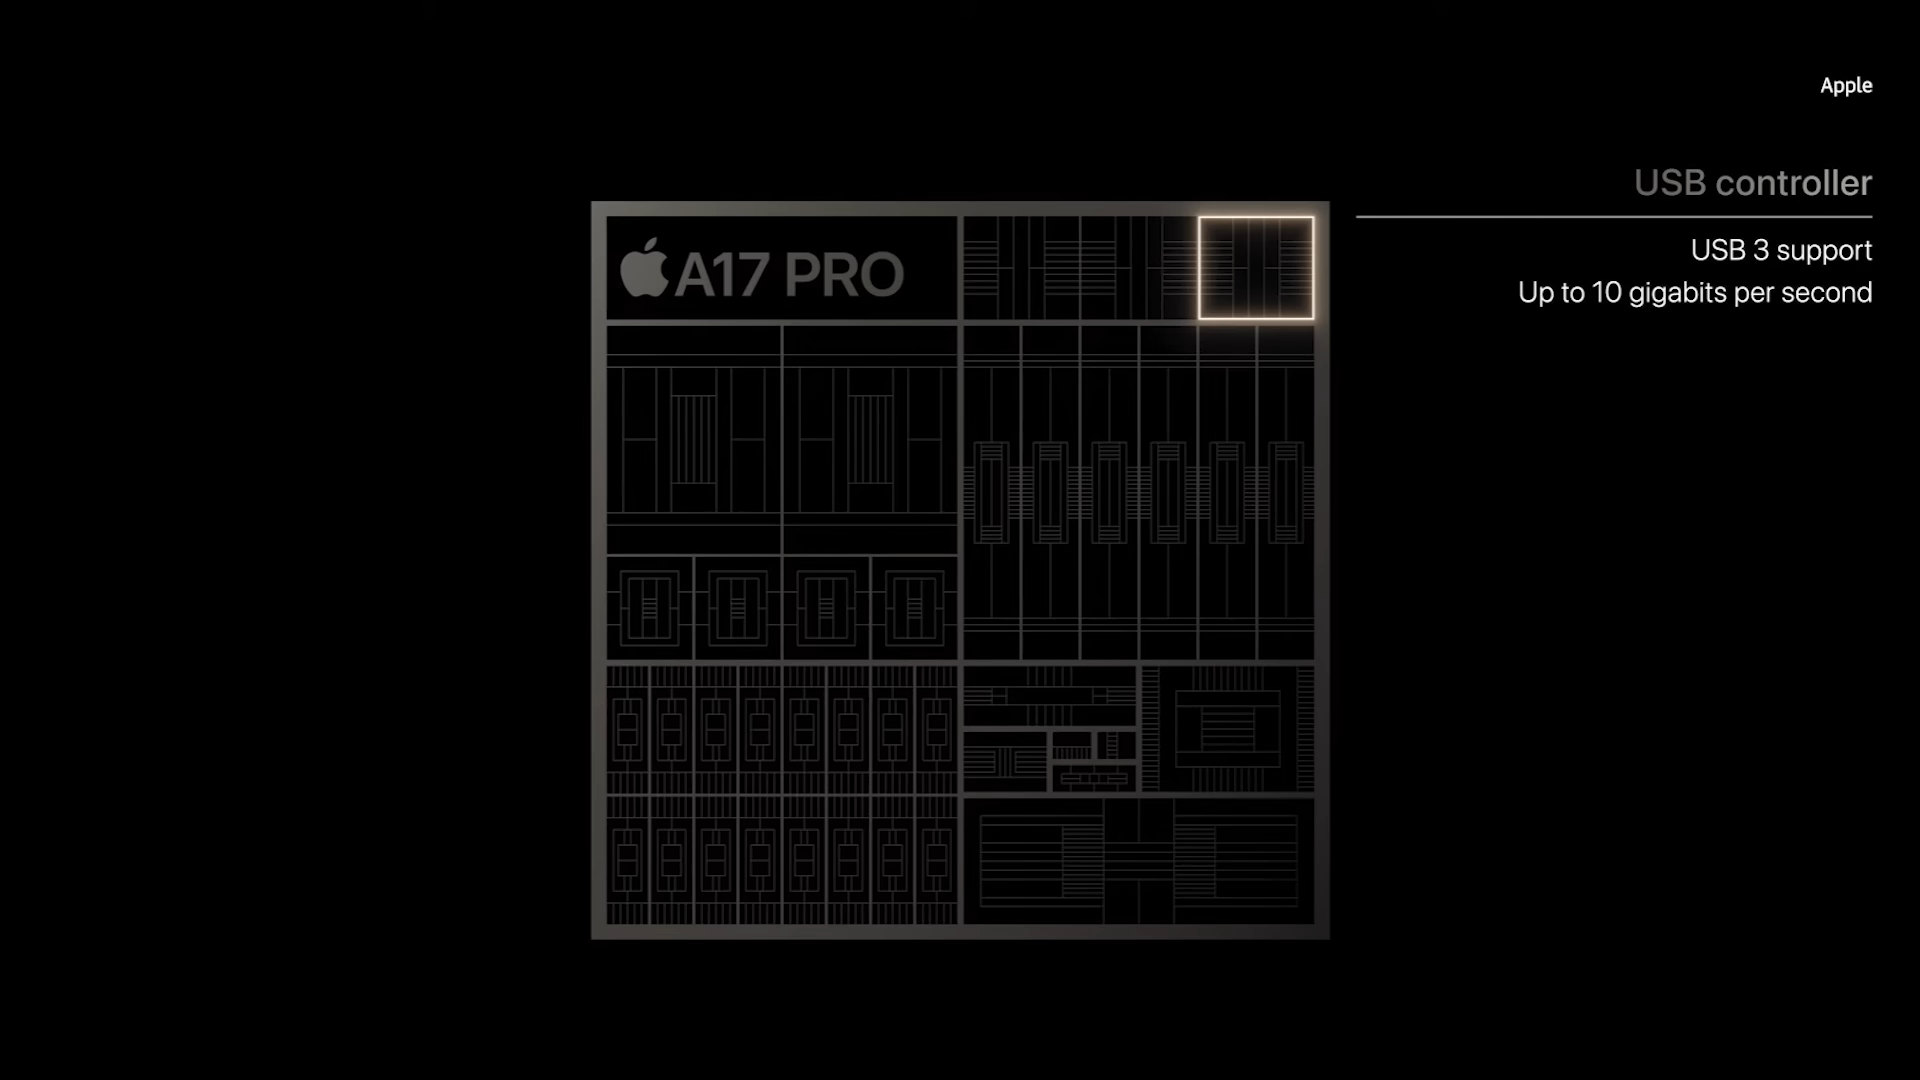 Apple
USB controller
A17 PRO
USB 3 support
Up to 10 gigabits per second